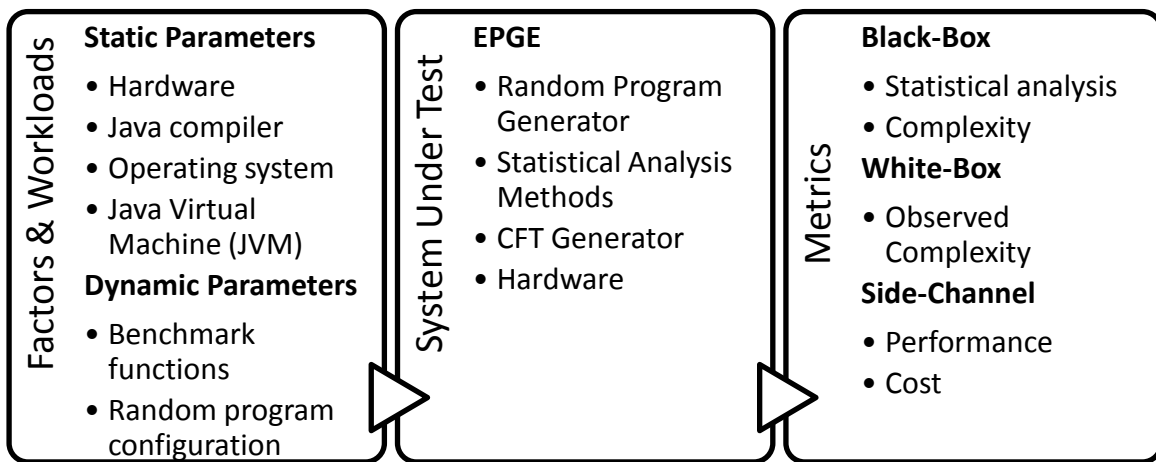 Factors & Workloads
Static Parameters
• Hardware
• Java compiler
• Operating system
• Java Virtual
Machine (JVM)
Dynamic Parameters
• Benchmark
functions
• Random program
configuration
System Under Test
EPGE
• Random Program
Generator
• Statistical Analysis
Methods
• CFT Generator
• Hardware
Metrics
Black-Box
• Statistical analysis
• Complexity
White-Box
• Observed
Complexity
Side-Channel
• Performance
• Cost